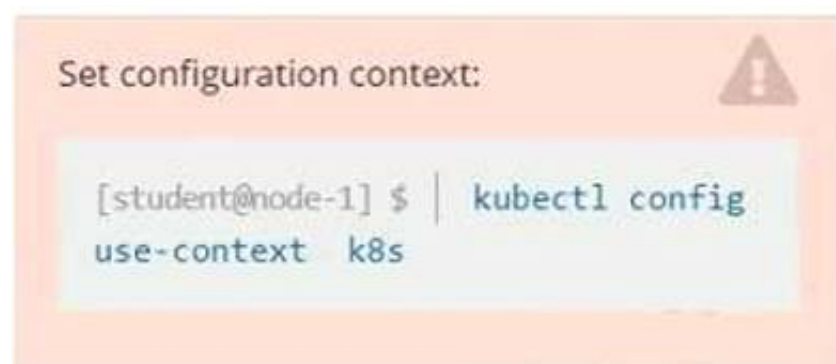 Set configuration context:
[student@node-1] $ | kubectl config
use-context k8s